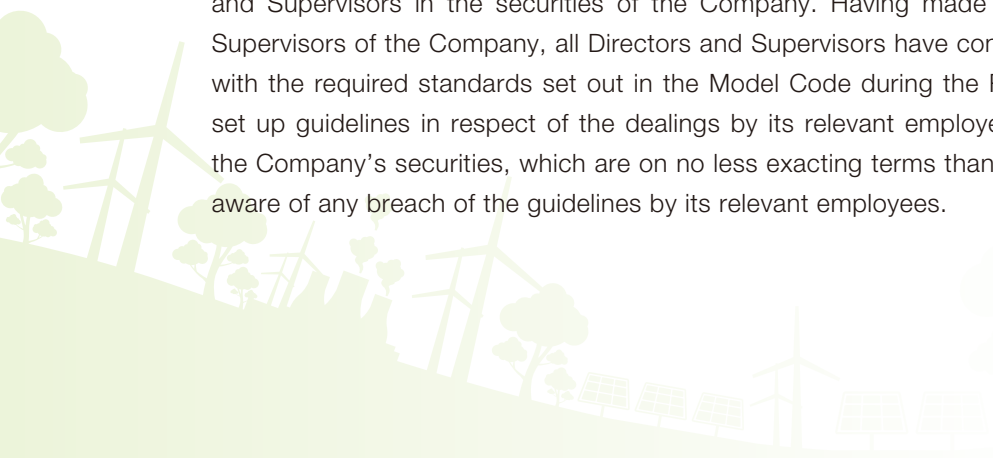 and Supervisors in the securities of the Company. Having made
Supervisors of the Company, all Directors and Supervisors have
with the required standards set out in the Model Code during the
set up guidelines in respect of the dealings by its relevant
the Company’s securities, which are on no less exacting terms than
aware of any breach of the guidelines by its relevant employees.